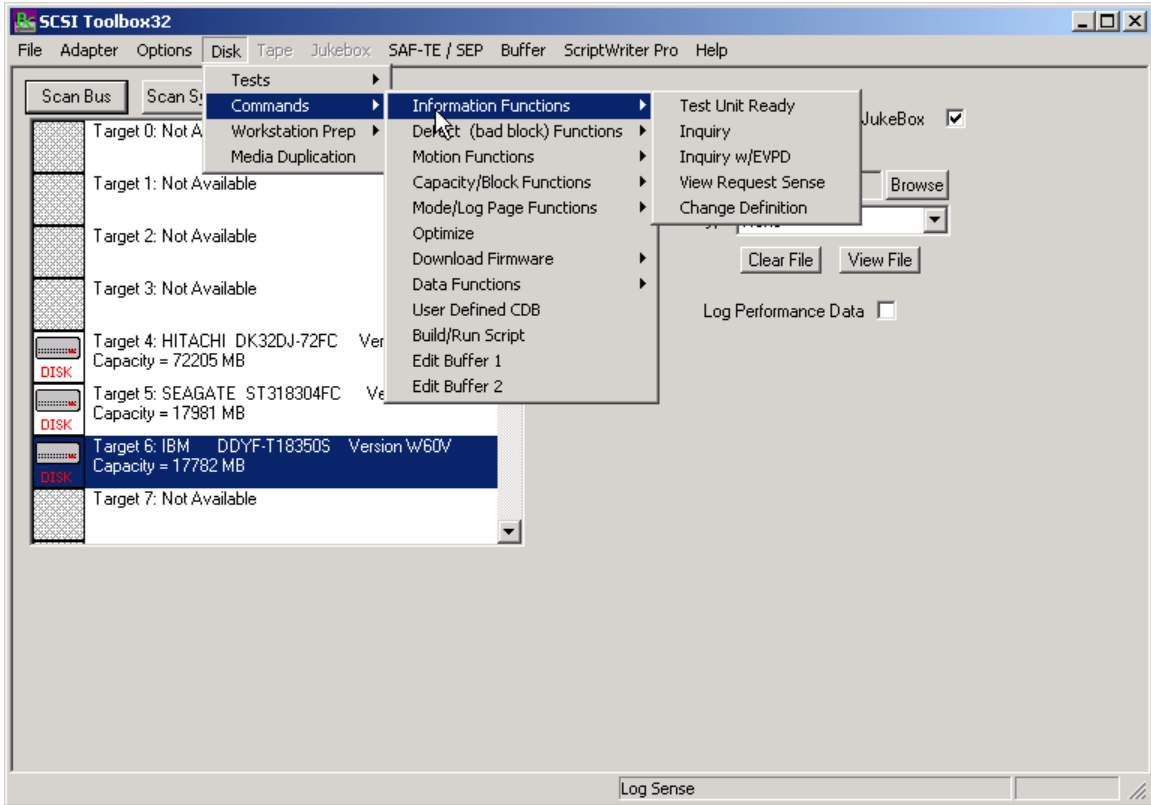 SCSI Toolbox32
File Adapter Options Disk Tape Jukebox SAF-TE / SEP Buffer ScriptWriter Pro Help
Scan Bus
Scan
Tests
Commands
Workstation Prep
Media Duplication
Information Functions
Defect (bad block) Functions
Motion Functions
Capacity/Block Functions
Mode/Log Page Functions
Optimize
Download Firmware
Data Functions
User Defined CDB
Build/Run Script
Edit Buffer 1
Edit Buffer 2
Test Unit Ready
Inquiry
Inquiry w/EVPD
View Request Sense
Change Definition
JukeBox
Browse
Clear File
View File
Log Performance Data
Target 0: Not A
Target 1: Not Available
Target 2: Not Available
Target 3: Not Available
DISK
Target 4: HITACHI DK32DJ-72FC Ver
Capacity = 72205 MB
DISK
Target 5: SEAGATE ST318304FC Ve
Capacity = 17981 MB
DISK
Target 6: IBM DDYF-T18350S Version W60V
Capacity = 17782 MB
Target 7: Not Available
Log Sense